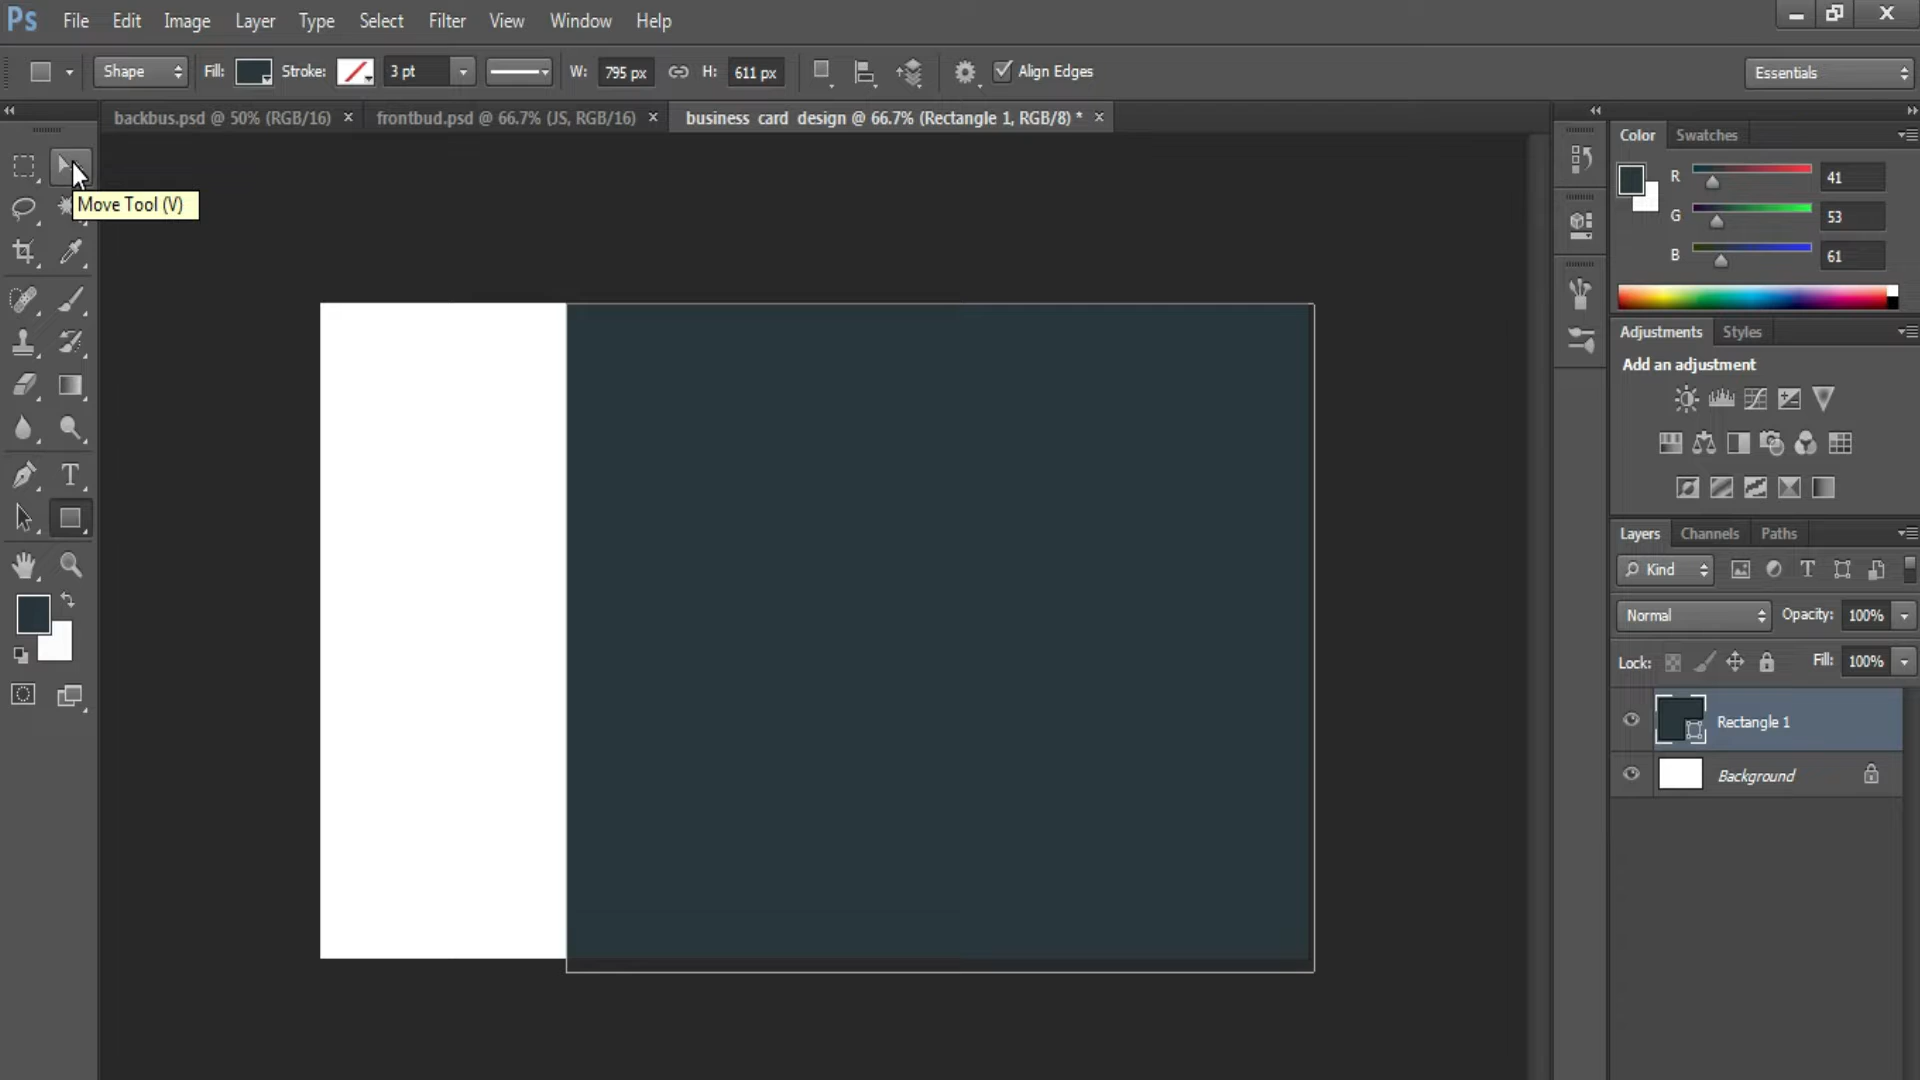 Ps File Edit Image Layer Type Select Filter View Window Help
Shape Fill: Stroke: 3 pt W: 795 px H: 611 px Align Edges Essentials
backbus.psd @ 50% (RGB/16) × frontbud.psd @ 66.7% (JS, RGB/16) × business card design @ 66.7% (Rectangle 1, RGB/8) * ×
Color Swatches
R 41
G 53
B 61
Move Tool (V)
Adjustments Styles
Add an adjustment
Layers Channels Paths
Kind
Normal Opacity: 100%
Lock: Fill: 100%
Rectangle 1
Background